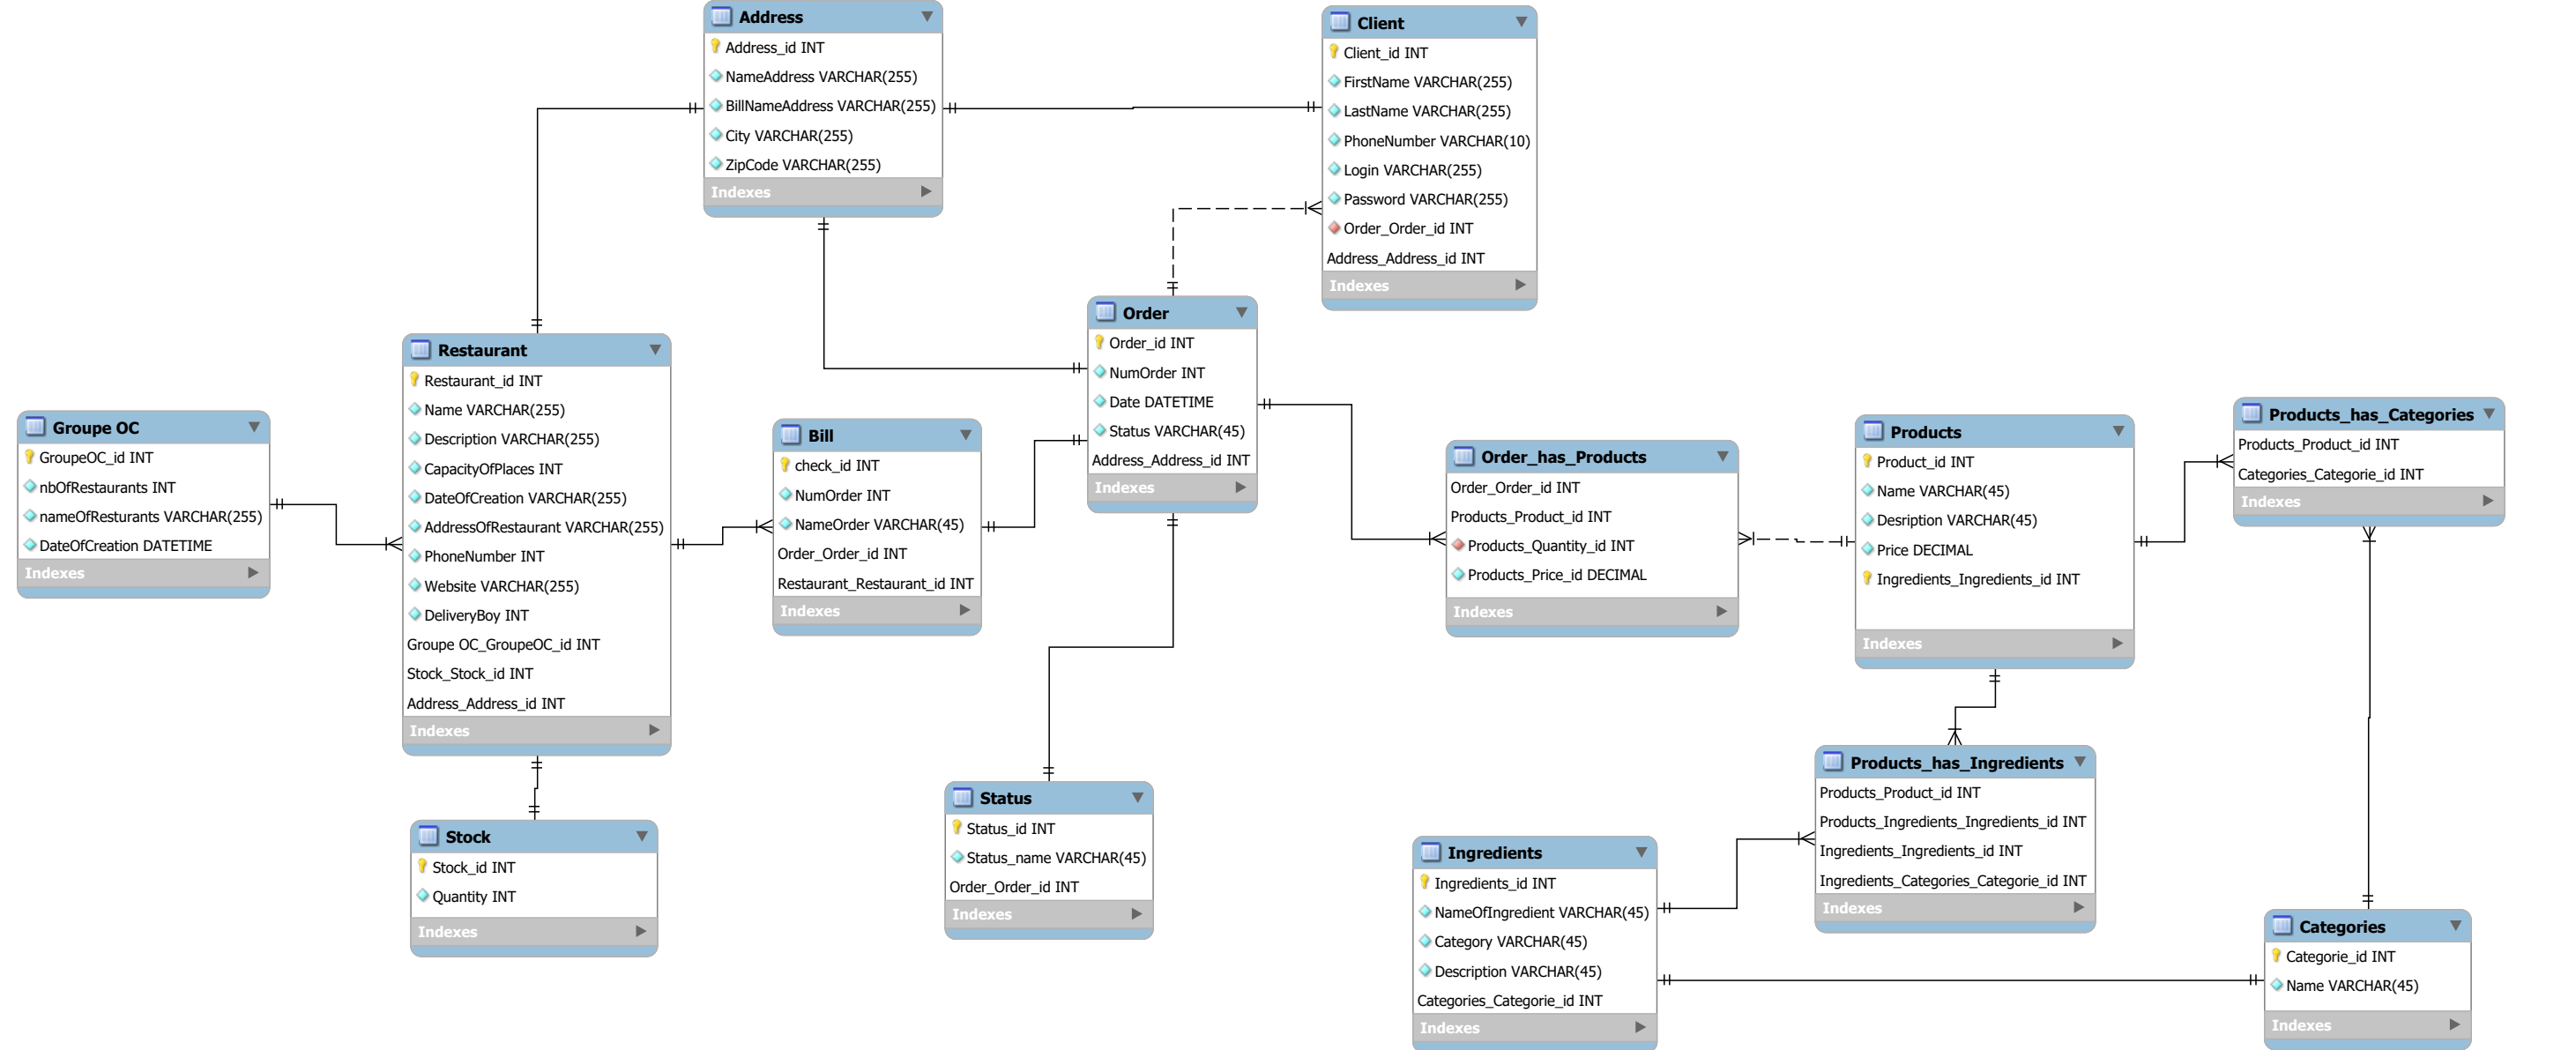 Address
Address_id INT
NameAddress VARCHAR(255)
BillNameAddress VARCHAR(255)
City VARCHAR(255)
ZipCode VARCHAR(255)
Indexes
Client
Client_id INT
FirstName VARCHAR(255)
LastName VARCHAR(255)
PhoneNumber VARCHAR(10)
Login VARCHAR(255)
Password VARCHAR(255)
Order_Order_id INT
Address_Address_id INT
Indexes
Groupe OC
GroupeOC_id INT
nbOfRestaurants INT
nameOfResturants VARCHAR(255)
DateOfCreation DATETIME
Indexes
Restaurant
Restaurant_id INT
Name VARCHAR(255)
Description VARCHAR(255)
CapacityOfPlaces INT
DateOfCreation VARCHAR(255)
AddressOfRestaurant VARCHAR(255)
PhoneNumber INT
Website VARCHAR(255)
DeliveryBoy INT
Groupe OC_GroupeOC_id INT
Stock_Stock_id INT
Address_Address_id INT
Indexes
Bill
check_id INT
NumOrder INT
NameOrder VARCHAR(45)
Order_Order_id INT
Restaurant_Restaurant_id INT
Indexes
Order
Order_id INT
NumOrder INT
Date DATETIME
Status VARCHAR(45)
Address_Address_id INT
Indexes
Order_has_Products
Order_Order_id INT
Products_Product_id INT
Products_Quantity_id INT
Products_Price_id DECIMAL
Indexes
Products
Product_id INT
Name VARCHAR(45)
Desription VARCHAR(45)
Price DECIMAL
Ingredients_Ingredients_id INT
Indexes
Products_has_Categories
Products_Product_id INT
Categories_Categorie_id INT
Indexes
Stock
Stock_id INT
Quantity INT
Indexes
Status
Status_id INT
Status_name VARCHAR(45)
Order_Order_id INT
Indexes
Ingredients
Ingredients_id INT
NameOfIngredient VARCHAR(45)
Category VARCHAR(45)
Description VARCHAR(45)
Categories_Categorie_id INT
Indexes
Products_has_Ingredients
Products_Product_id INT
Products_Ingredients_Ingredients_id INT
Ingredients_Ingredients_id INT
Ingredients_Categories_Categorie_id INT
Indexes
Categories
Categorie_id INT
Name VARCHAR(45)
Indexes